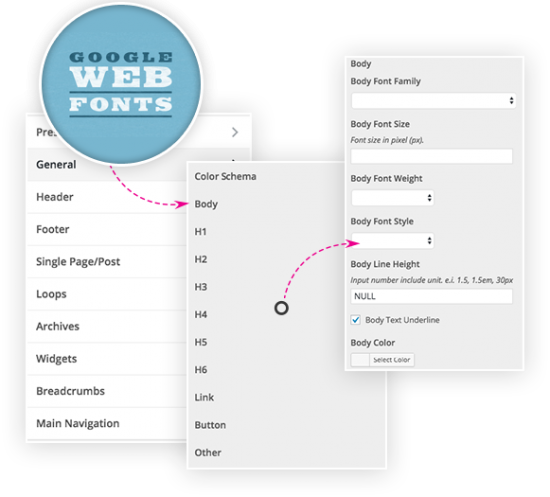 GOOGLE
WEB
FONTS
General
Header
Footer
Single Page/Post
Loops
Archives
Widgets
Breadcrumbs
Main Navigation
Color Schema
Body
H1
H2
H3
H4
H5
H6
Link
Button
Other
Body
Body Font Family
Body Font Size
Font size in pixel (px).
Body Font Weight
Body Font Style
Body Line Height
Input number include unit. e.i. 1.5, 1.5em, 30px
NULL
Body Text Underline
Body Color
Select Color